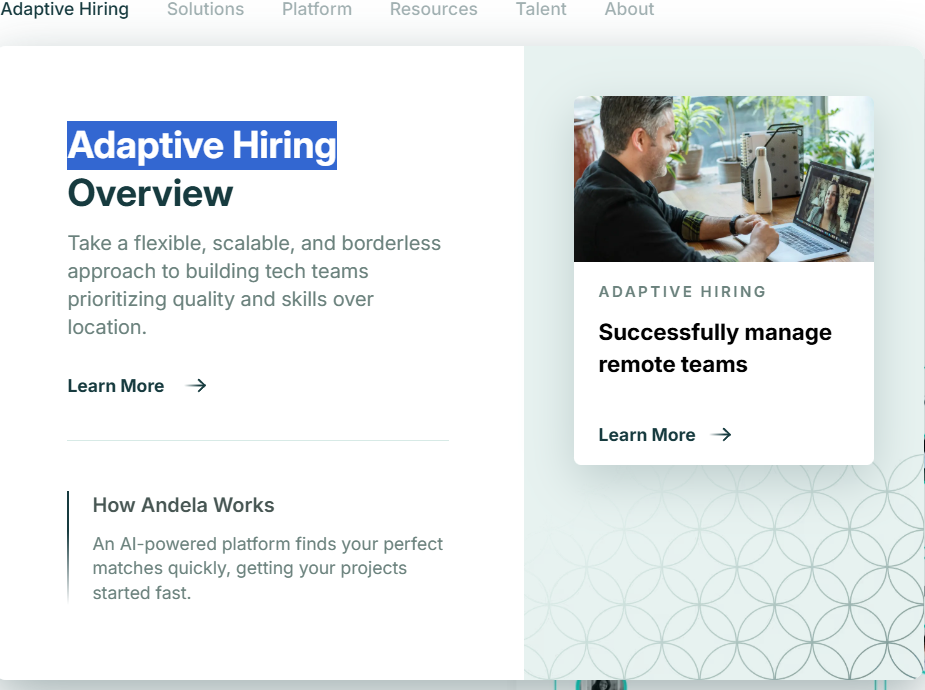 Adaptive Hiring
Solutions
Platform
Resources
Talent
About
Adaptive Hiring
Overview
Take a flexible, scalable, and borderless
approach to building tech teams
prioritizing quality and skills over
location.
Learn More
How Andela Works
An AI-powered platform finds your perfect
matches quickly, getting your projects
started fast.
ADAPTIVE HIRING
Successfully manage
remote teams
Learn More